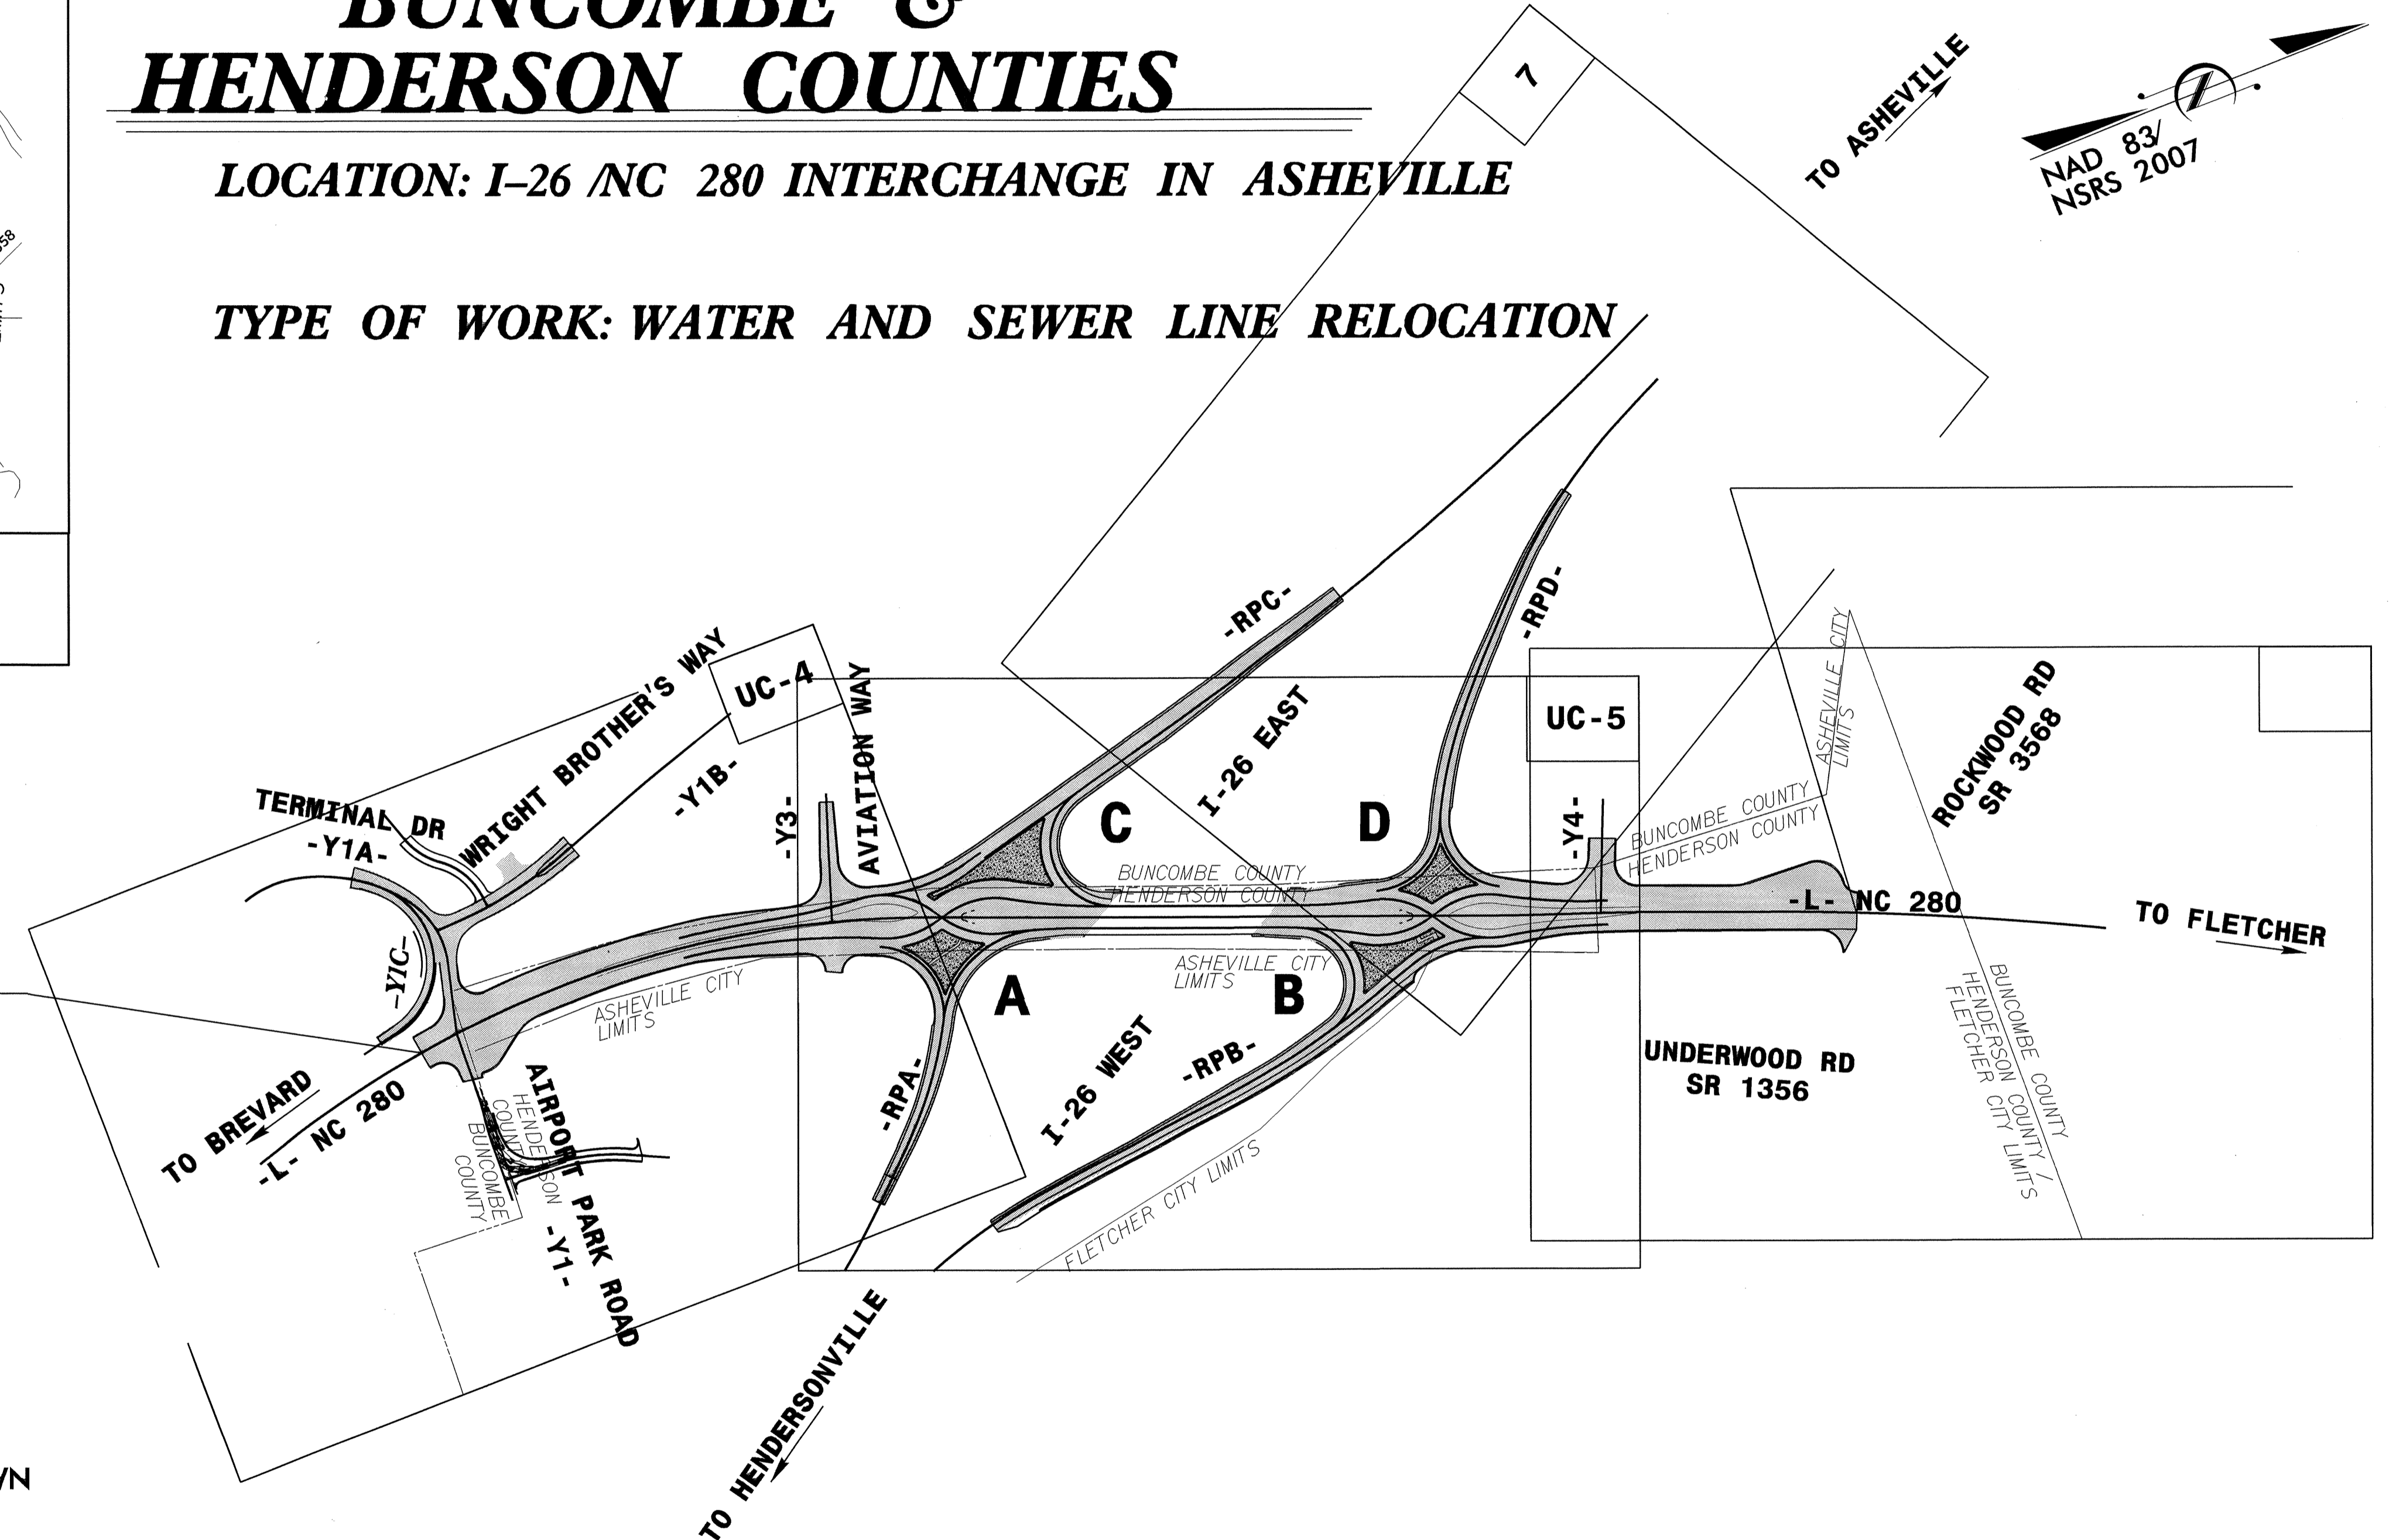 BUNCOMBE &
HENDERSON COUNTIES
LOCATION: I-26 /NC 280 INTERCHANGE IN ASHEVILLE
TYPE OF WORK: WATER AND SEWER LINE RELOCATION
7
TO ASHEVILLE
NAD 83/
NSRS 2007
58
-RPC-
-RPD-
WRIGHT BROTHER'S WAY
UC-4
AVIATION WAY
I-26 EAST
UC-5
ASHEVILLE CITY
LIMITS
ROCKWOOD RD
SR 3568
-Y1B-
TERMINAL DR
-Y1A-
-Y3-
C
D
-Y4-
BUNCOMBE COUNTY
HENDERSON COUNTY
BUNCOMBE COUNTY
HENDERSON COUNTY
-L- NC 280
TO FLETCHER
-Y1C-
ASHEVILLE CITY
LIMITS
ASHEVILLE CITY
LIMITS
A
B
BUNCOMBE COUNTY
HENDERSON COUNTY/
FLETCHER CITY LIMITS
UNDERWOOD RD
SR 1356
I-26 WEST
-RPB-
-RPA-
TO BREVARD
-L- NC 280
AIRPORT PARK ROAD
-Y1-
HENDERSON
COUNTY
BUNCOMBE
COUNTY
FLETCHER CITY LIMITS
TO HENDERSONVILLE